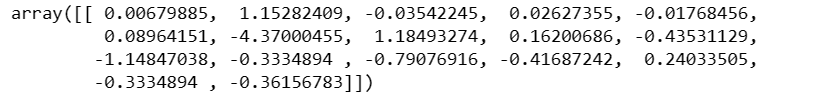 array([[ 0.00679885, 1.15282409, -0.03542245, 0.02627355, -0.01768456,
0.08964151, -4.37000455, 1.18493274, 0.16200686, -0.43531129,
-1.14847038, -0.3334894 , -0.79076916, -0.41687242, 0.24033505,
-0.3334894 , -0.36156783]])